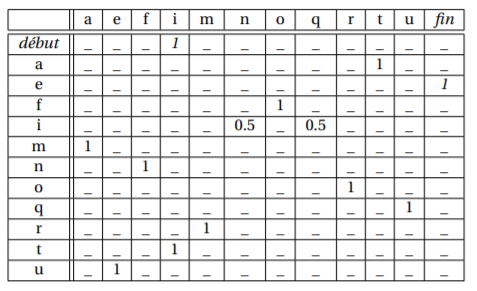 a e f i m n o q r t u fin
début _ _ _ 1 _ _ _ _ _ _ _ _
a _ _ _ _ _ _ _ _ _ 1 _ _
e _ _ _ _ _ _ _ _ _ _ _ 1
f _ _ _ _ _ _ 1 _ _ _ _ _
i _ _ _ _ _ 0.5 _ 0.5 _ _ _ _
m 1 _ _ _ _ _ _ _ _ _ _ _
n _ _ 1 _ _ _ _ _ _ _ _ _
o _ _ _ _ _ _ _ _ 1 _ _ _
q _ _ _ _ _ _ _ _ _ _ 1 _
r _ _ _ _ 1 _ _ _ _ _ _ _
t _ _ _ 1 _ _ _ _ _ _ _ _
u _ 1 _ _ _ _ _ _ _ _ _ _